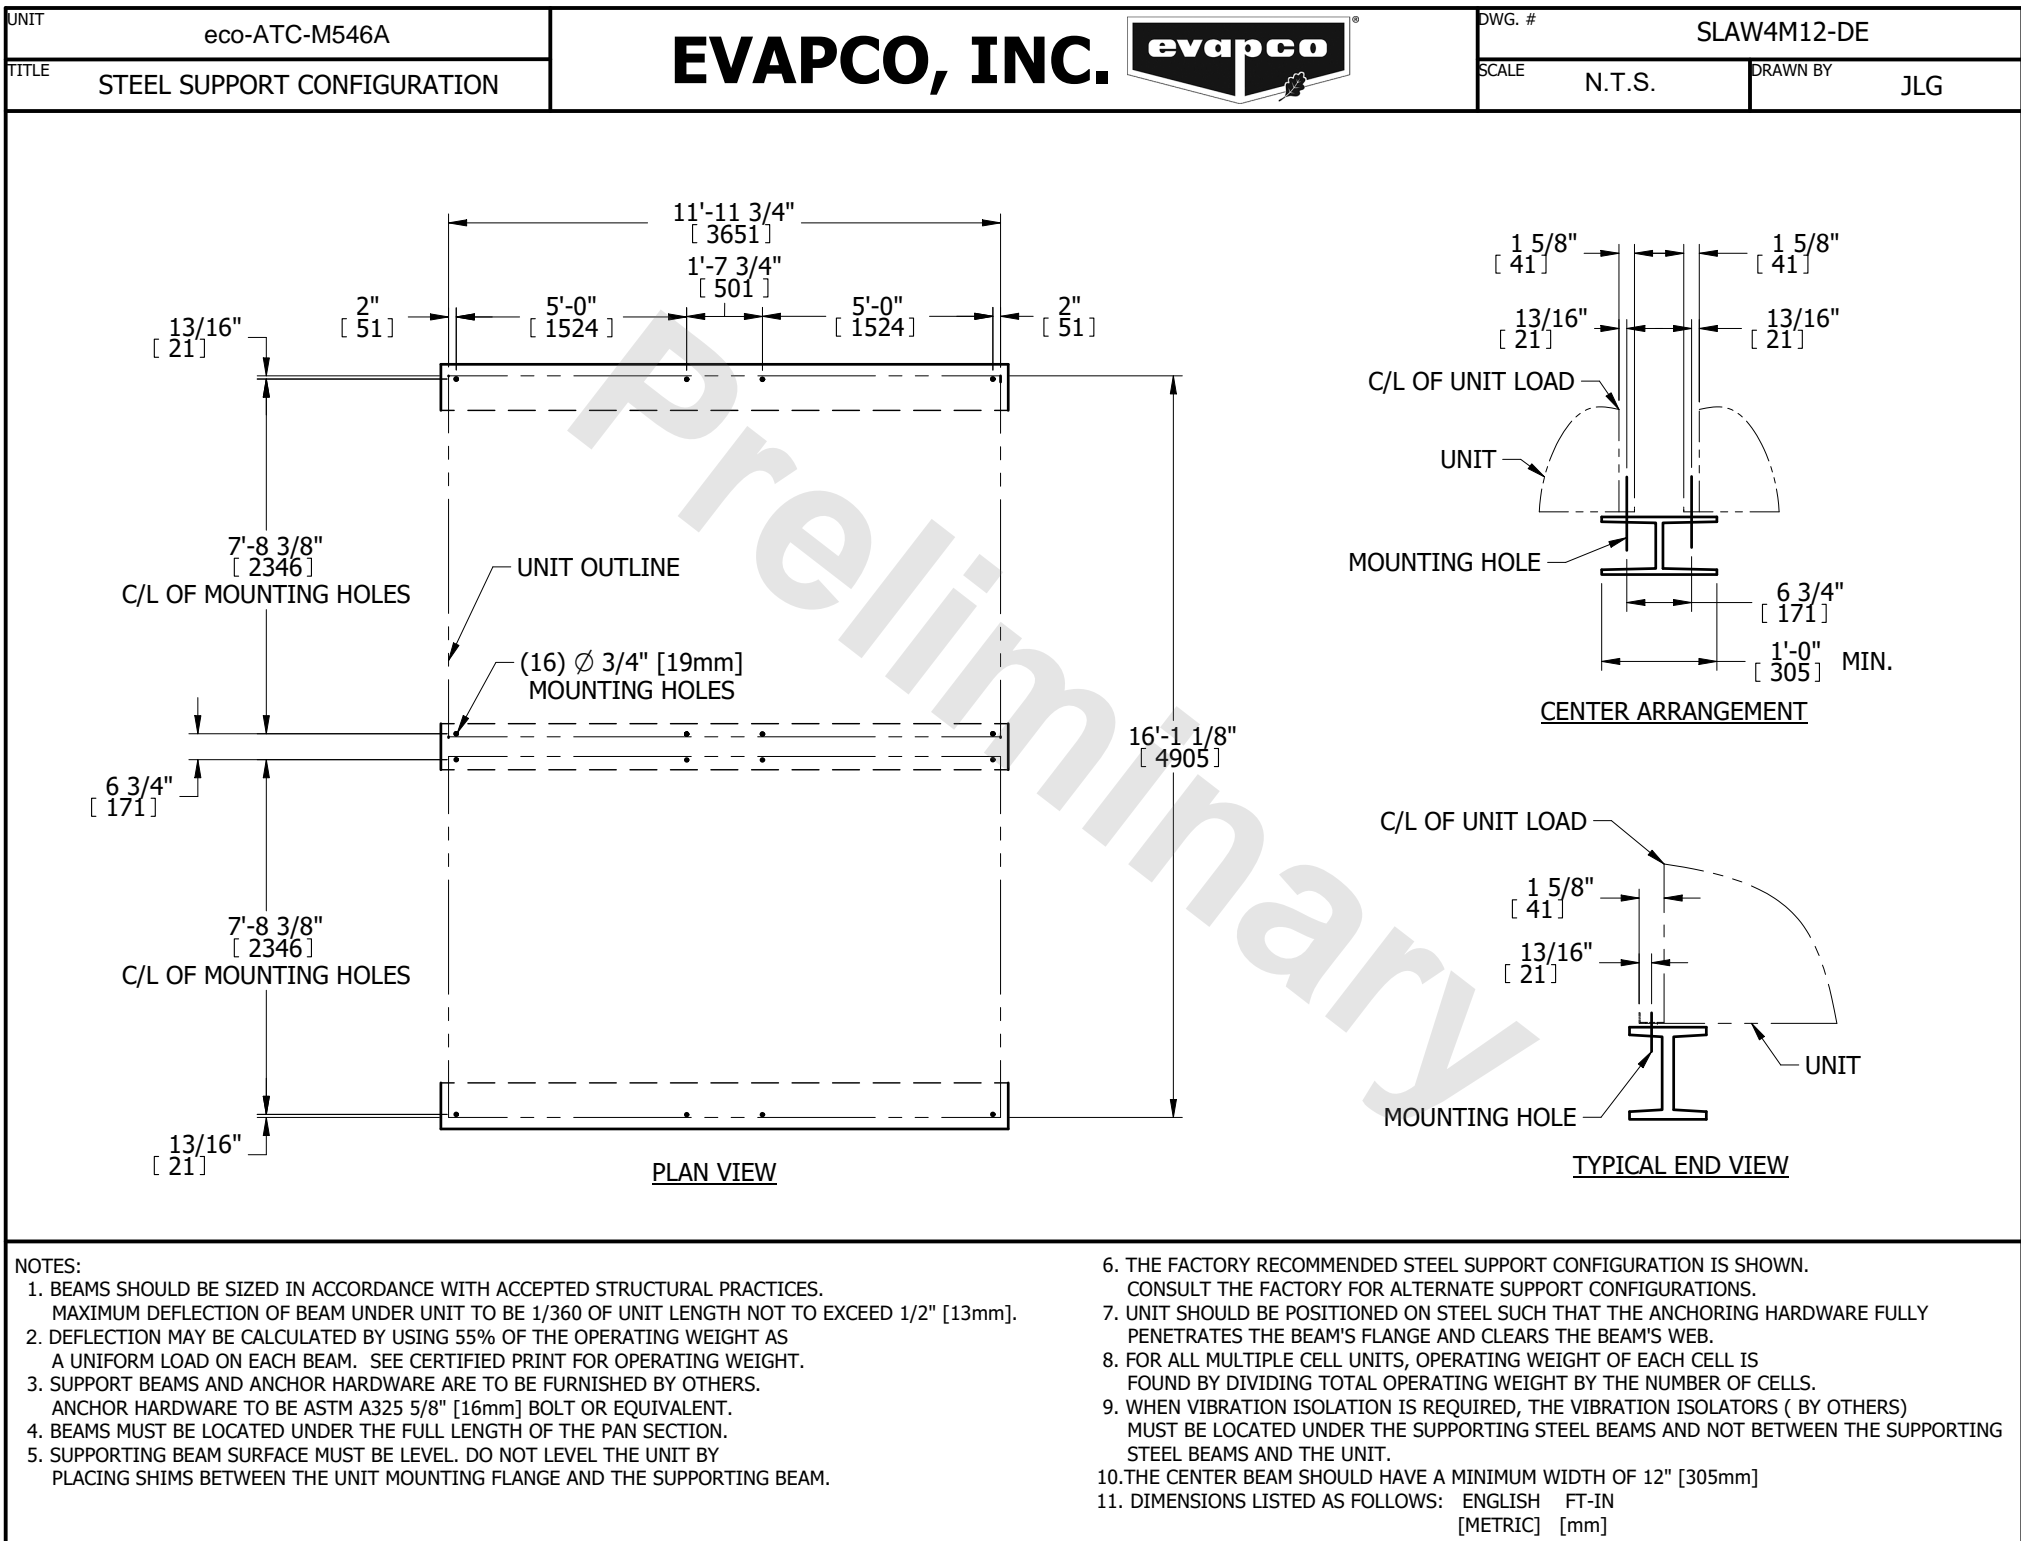 UNIT
eco-ATC-M546A
TITLE
STEEL SUPPORT CONFIGURATION
EVAPCO, INC.
evapco
®
DWG. #
SLAW4M12-DE
SCALE
N.T.S.
DRAWN BY
JLG
11'-11 3/4"
[ 3651]
1'-7 3/4"
[ 501 ]
2"
[ 51]
5'-0"
[ 1524 ]
5'-0"
[ 1524]
2"
[ 51]
13/16"
[ 21]
7'-8 3/8"
[ 2346]
C/L OF MOUNTING HOLES
UNIT OUTLINE
(16) ∅ 3/4" [19mm]
MOUNTING HOLES
6 3/4"
[ 171]
16'-1 1/8"
[ 4905]
7'-8 3/8"
[ 2346]
C/L OF MOUNTING HOLES
13/16"
[ 21]
PLAN VIEW
Preliminary
1 5/8"
[ 41]
1 5/8"
[ 41]
13/16"
[ 21]
13/16"
[ 21]
C/L OF UNIT LOAD
UNIT
MOUNTING HOLE
6 3/4"
[ 171]
1'-0"
[ 305] MIN.
CENTER ARRANGEMENT
C/L OF UNIT LOAD
1 5/8"
[ 41]
13/16"
[ 21]
UNIT
MOUNTING HOLE
TYPICAL END VIEW
NOTES:
1. BEAMS SHOULD BE SIZED IN ACCORDANCE WITH ACCEPTED STRUCTURAL PRACTICES.
MAXIMUM DEFLECTION OF BEAM UNDER UNIT TO BE 1/360 OF UNIT LENGTH NOT TO EXCEED 1/2" [13mm].
2. DEFLECTION MAY BE CALCULATED BY USING 55% OF THE OPERATING WEIGHT AS
A UNIFORM LOAD ON EACH BEAM. SEE CERTIFIED PRINT FOR OPERATING WEIGHT.
3. SUPPORT BEAMS AND ANCHOR HARDWARE ARE TO BE FURNISHED BY OTHERS.
ANCHOR HARDWARE TO BE ASTM A325 5/8" [16mm] BOLT OR EQUIVALENT.
4. BEAMS MUST BE LOCATED UNDER THE FULL LENGTH OF THE PAN SECTION.
5. SUPPORTING BEAM SURFACE MUST BE LEVEL. DO NOT LEVEL THE UNIT BY
PLACING SHIMS BETWEEN THE UNIT MOUNTING FLANGE AND THE SUPPORTING BEAM.
6. THE FACTORY RECOMMENDED STEEL SUPPORT CONFIGURATION IS SHOWN.
CONSULT THE FACTORY FOR ALTERNATE SUPPORT CONFIGURATIONS.
7. UNIT SHOULD BE POSITIONED ON STEEL SUCH THAT THE ANCHORING HARDWARE FULLY
PENETRATES THE BEAM'S FLANGE AND CLEARS THE BEAM'S WEB.
8. FOR ALL MULTIPLE CELL UNITS, OPERATING WEIGHT OF EACH CELL IS
FOUND BY DIVIDING TOTAL OPERATING WEIGHT BY THE NUMBER OF CELLS.
9. WHEN VIBRATION ISOLATION IS REQUIRED, THE VIBRATION ISOLATORS ( BY OTHERS)
MUST BE LOCATED UNDER THE SUPPORTING STEEL BEAMS AND NOT BETWEEN THE SUPPORTING
STEEL BEAMS AND THE UNIT.
10.THE CENTER BEAM SHOULD HAVE A MINIMUM WIDTH OF 12" [305mm]
11. DIMENSIONS LISTED AS FOLLOWS: ENGLISH FT-IN
[METRIC] [mm]